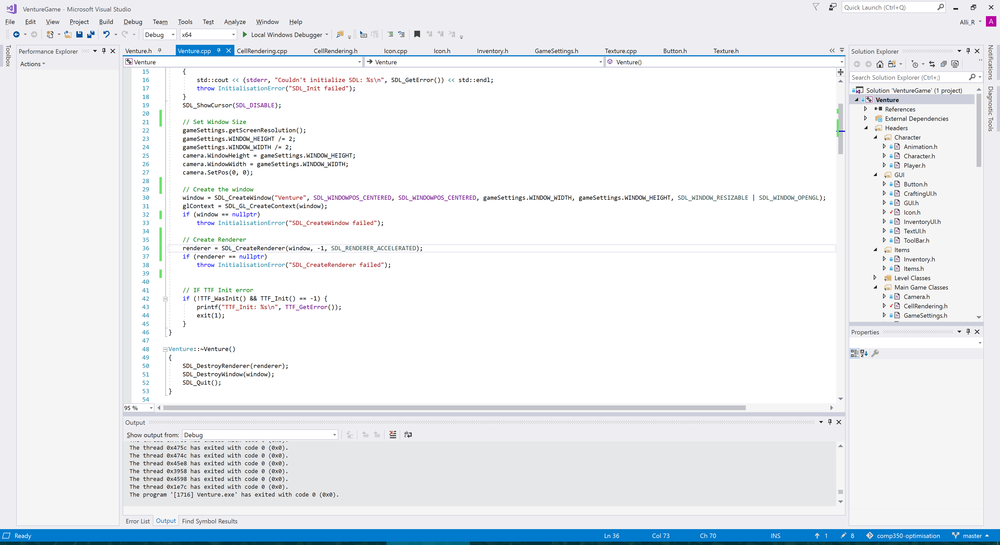 VentureGame - Microsoft Visual Studio
Quick Launch (Ctrl+Q)
File Edit View Project Build Debug Team Tools Test Analyze Window Help
Alli_R A
Debug x64 Local Windows Debugger
Toolbox
Performance Explorer
Actions
Venture.h Venture.cpp CellRendering.cpp CellRendering.h Icon.cpp Icon.h Inventory.h GameSettings.h Texture.cpp Button.h Texture.h
Venture Venture Venture()
15 {
16 std::cout << (stderr, "Couldn't initialize SDL: %s\n", SDL_GetError()) << std::endl;
17 throw InitialisationError("SDL_Init failed");
18 }
19 SDL_ShowCursor(SDL_DISABLE);
20
21 // Set Window Size
22 gameSettings.getScreenResolution();
23 gameSettings.WINDOW_HEIGHT /= 2;
24 gameSettings.WINDOW_WIDTH /= 2;
25 camera.WindowHeight = gameSettings.WINDOW_HEIGHT;
26 camera.WindowWidth = gameSettings.WINDOW_WIDTH;
27 camera.SetPos(0, 0);
28
29 // Create the window
30 window = SDL_CreateWindow("Venture", SDL_WINDOWPOS_CENTERED, SDL_WINDOWPOS_CENTERED, gameSettings.WINDOW_WIDTH, gameSettings.WINDOW_HEIGHT, SDL_WINDOW_RESIZABLE | SDL_WINDOW_OPENGL);
31 glContext = SDL_GL_CreateContext(window);
32 if (window == nullptr)
33 throw InitialisationError("SDL_CreateWindow failed");
34
35 // Create Renderer
36 renderer = SDL_CreateRenderer(window, -1, SDL_RENDERER_ACCELERATED);
37 if (renderer == nullptr)
38 throw InitialisationError("SDL_CreateRenderer failed");
39
40
41 // IF TTF Init error
42 if (!TTF_WasInit() && TTF_Init() == -1) {
43 printf("TTF_Init: %s\n", TTF_GetError());
44 exit(1);
45 }
46 }
47
48 Venture::~Venture()
49 {
50 SDL_DestroyRenderer(renderer);
51 SDL_DestroyWindow(window);
52 SDL_Quit();
53 }
54
95 %
Output
Show output from: Debug
The thread 0x475c has exited with code 0 (0x0).
The thread 0x474c has exited with code 0 (0x0).
The thread 0x45e8 has exited with code 0 (0x0).
The thread 0x3958 has exited with code 0 (0x0).
The thread 0x4598 has exited with code 0 (0x0).
The thread 0x1e7c has exited with code 0 (0x0).
The program '[1716] Venture.exe' has exited with code 0 (0x0).
Error List Output Find Symbol Results
Solution Explorer
Search Solution Explorer (Ctrl+;)
Solution 'VentureGame' (1 project)
Venture
References
External Dependencies
Headers
Character
Animation.h
Character.h
Player.h
GUI
Button.h
CraftingUI.h
GUI.h
Icon.h
InventoryUI.h
TextUI.h
ToolBar.h
Items
Inventory.h
Items.h
Level Classes
Main Game Classes
Camera.h
CellRendering.h
GameSettings.h
Properties
Notifications
Diagnostic Tools
Ready Ln 36 Col 73 Ch 70 INS 1 8 comp350-optimisation master